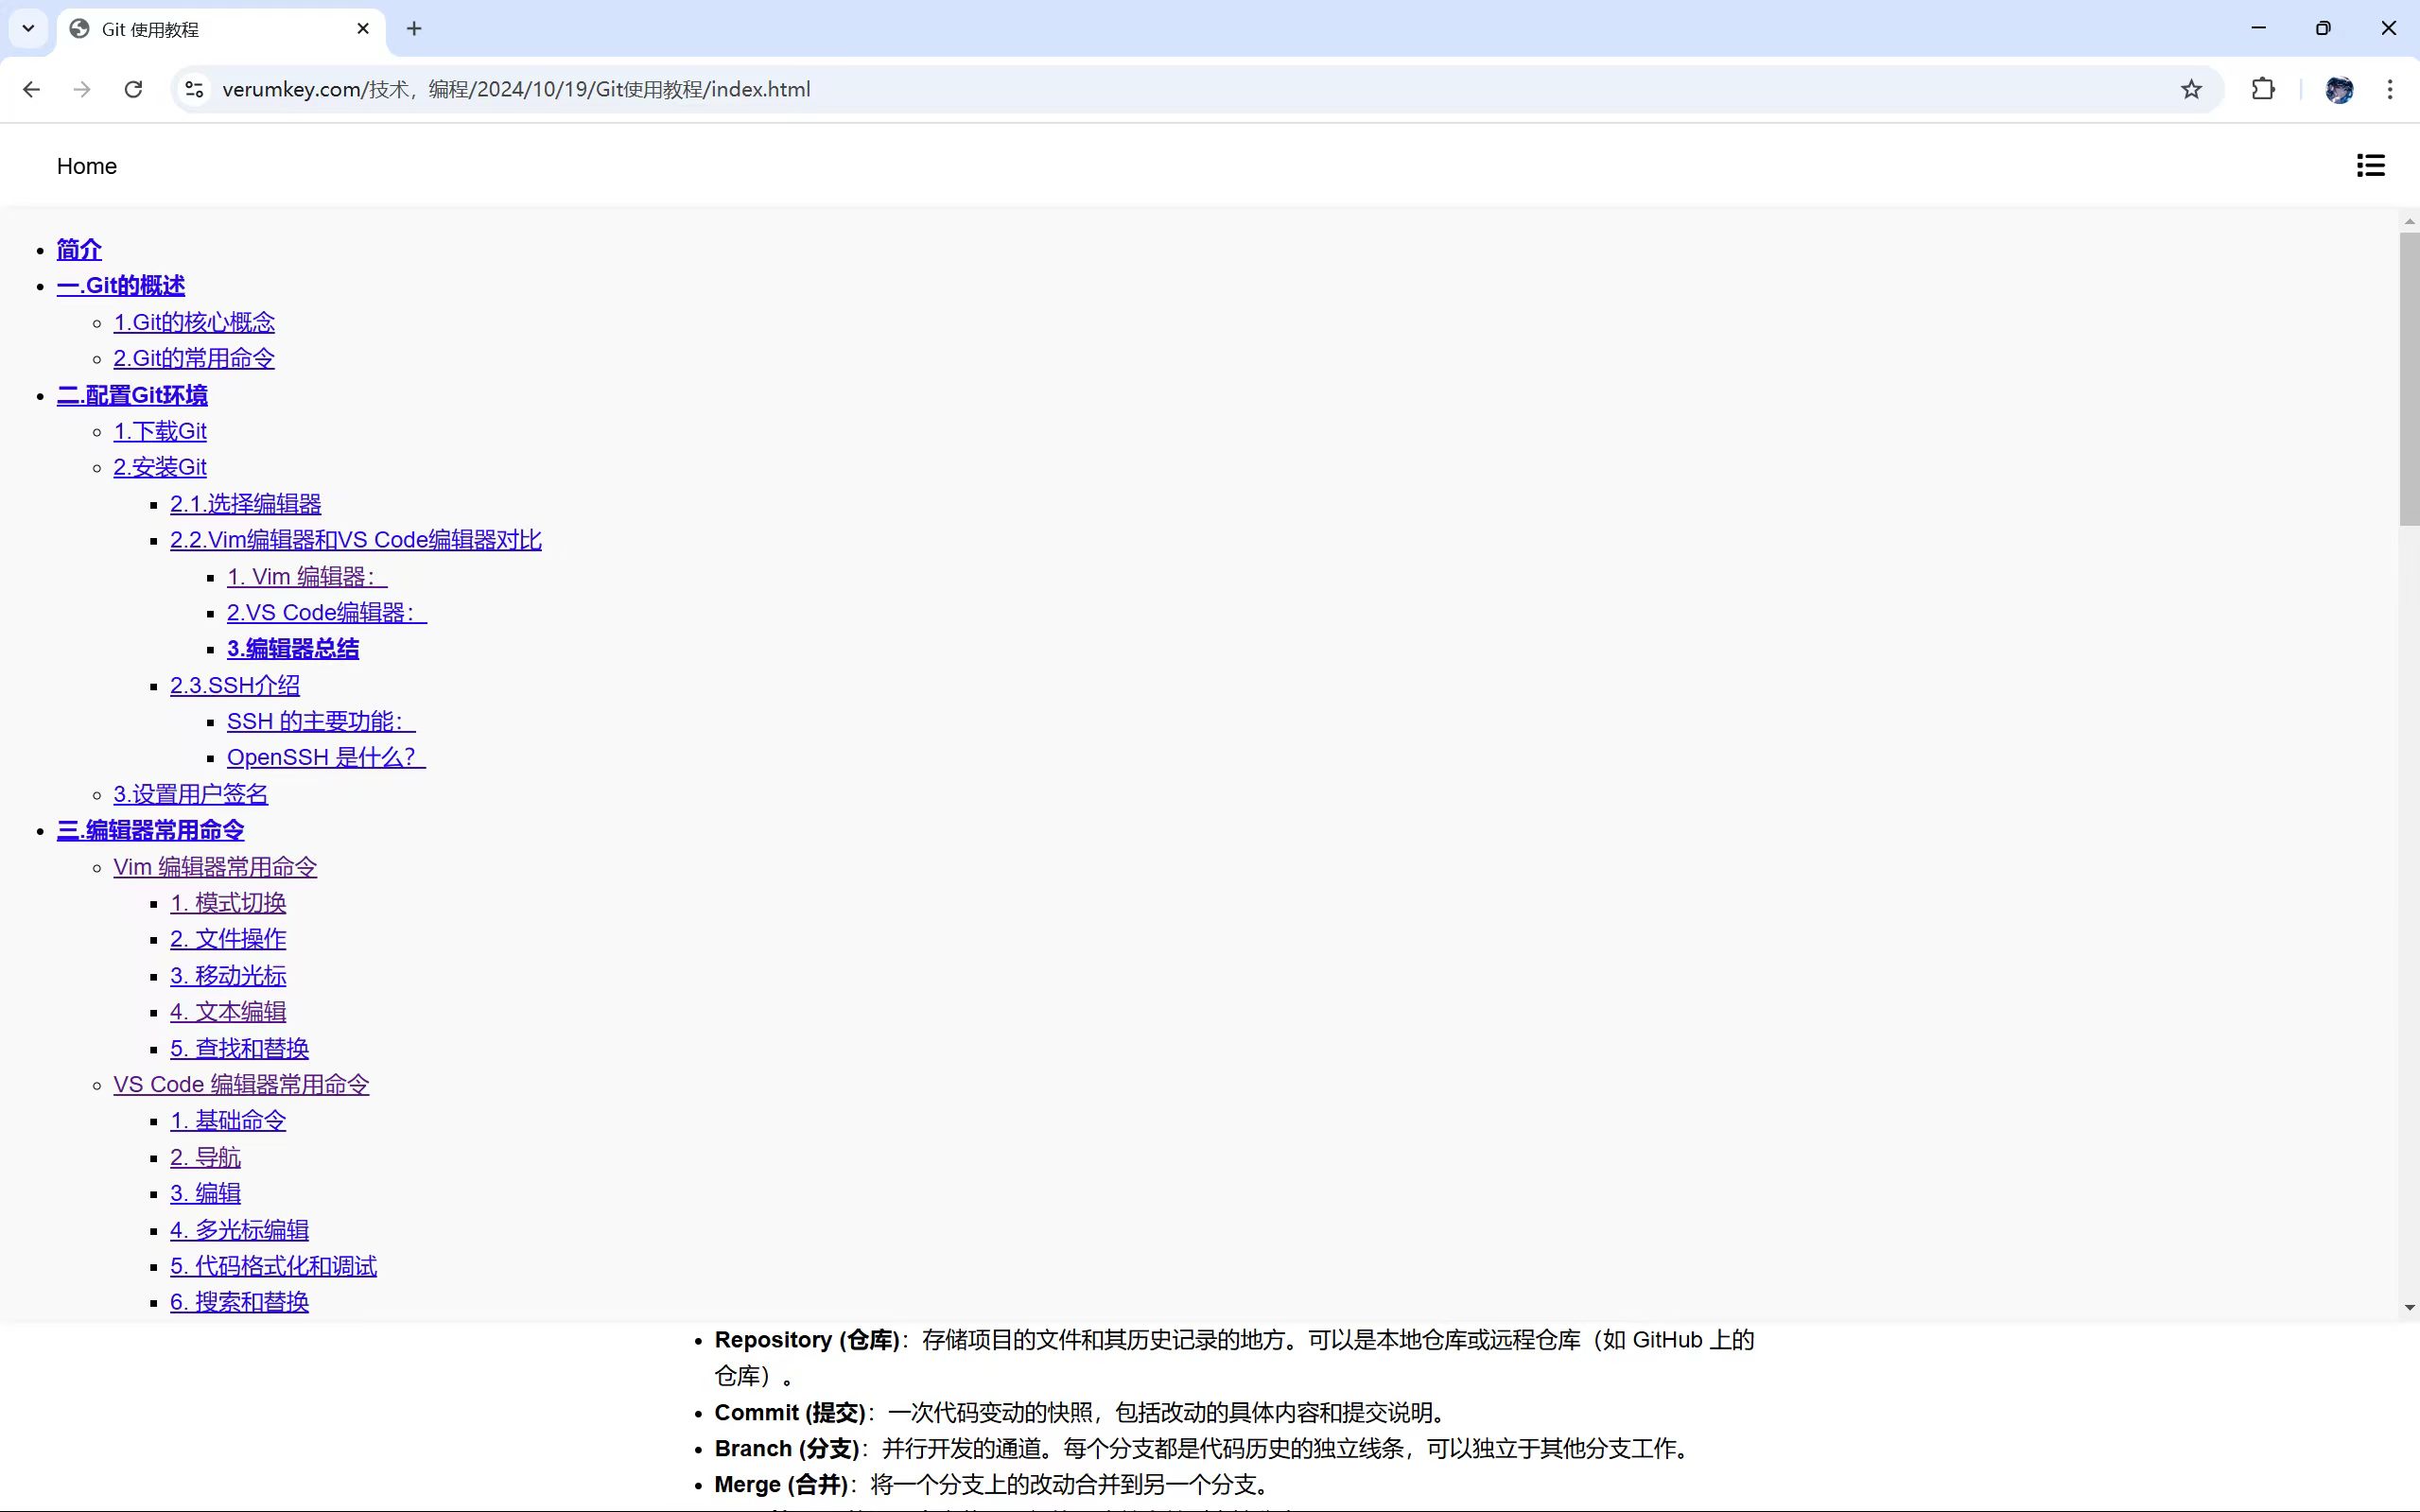 Git 使用教程
verumkey.com/技术，编程/2024/10/19/Git使用教程/index.html
Home
简介
一.Git的概述
1.Git的核心概念
2.Git的常用命令
二.配置Git环境
1.下载Git
2.安装Git
2.1.选择编辑器
2.2.Vim编辑器和VS Code编辑器对比
1. Vim 编辑器：
2.VS Code编辑器：
3.编辑器总结
2.3.SSH介绍
SSH 的主要功能：
OpenSSH 是什么？
3.设置用户签名
三.编辑器常用命令
Vim 编辑器常用命令
1. 模式切换
2. 文件操作
3. 移动光标
4. 文本编辑
5. 查找和替换
VS Code 编辑器常用命令
1. 基础命令
2. 导航
3. 编辑
4. 多光标编辑
5. 代码格式化和调试
6. 搜索和替换
Repository (仓库)：存储项目的文件和其历史记录的地方。可以是本地仓库或远程仓库（如 GitHub 上的
仓库）。
Commit (提交)：一次代码变动的快照，包括改动的具体内容和提交说明。
Branch (分支)：并行开发的通道。每个分支都是代码历史的独立线条，可以独立于其他分支工作。
Merge (合并)：将一个分支上的改动合并到另一个分支。